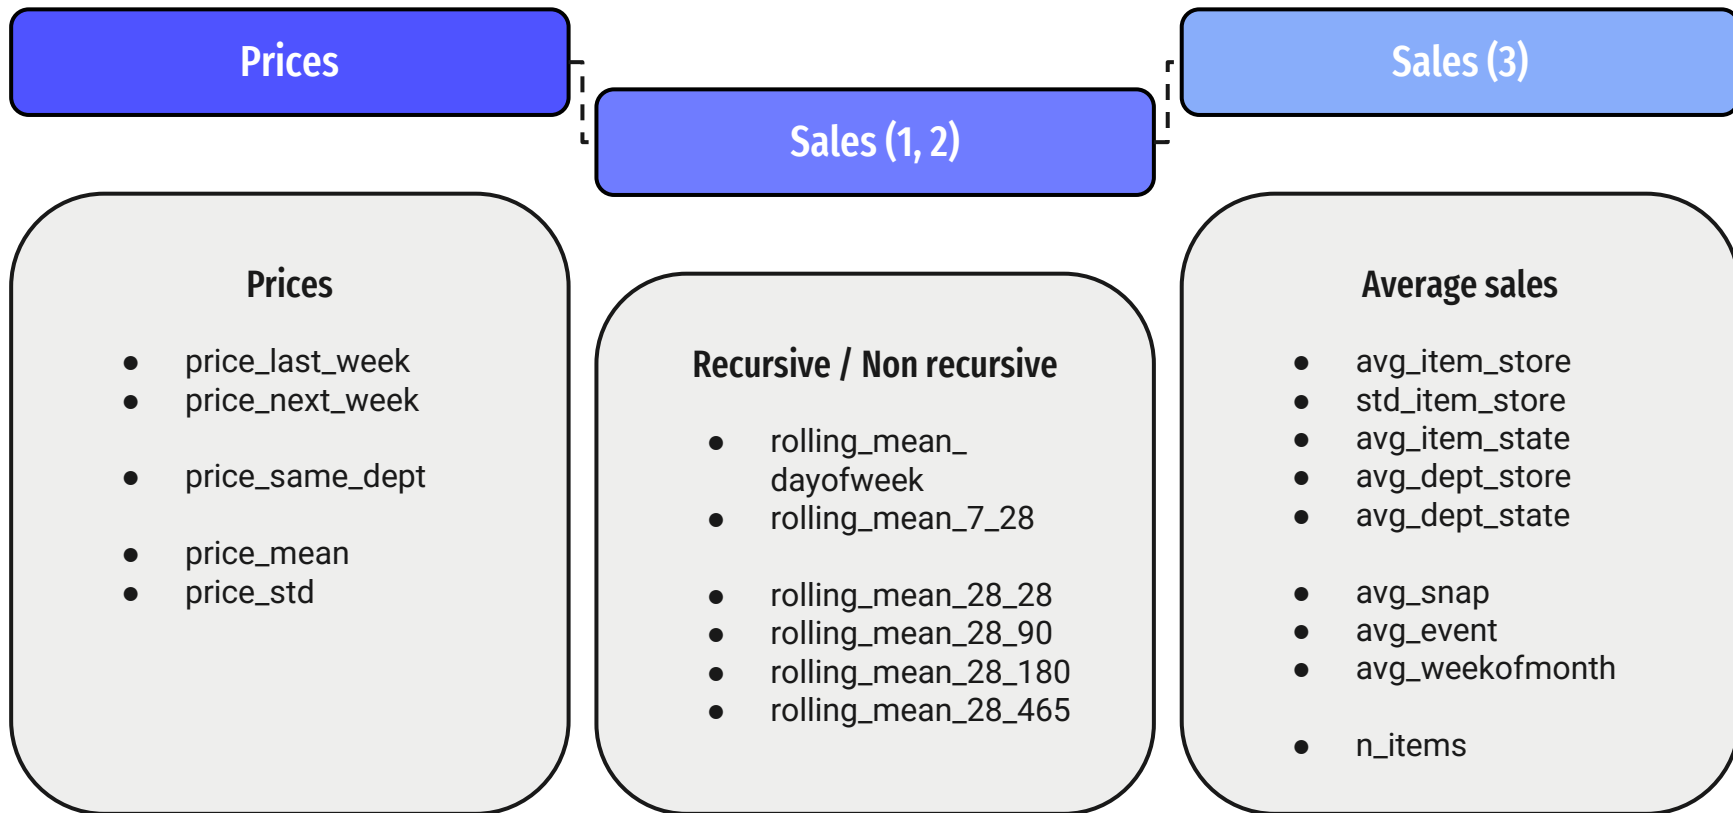 Prices
Sales (1, 2)
Sales (3)
Prices
● price_last_week
● price_next_week
● price_same_dept
● price_mean
● price_std
Recursive / Non recursive
● rolling_mean_
dayofweek
● rolling_mean_7_28
● rolling_mean_28_28
● rolling_mean_28_90
● rolling_mean_28_180
● rolling_mean_28_465
Average sales
● avg_item_store
● std_item_store
● avg_item_state
● avg_dept_store
● avg_dept_state
● avg_snap
● avg_event
● avg_weekofmonth
● n_items